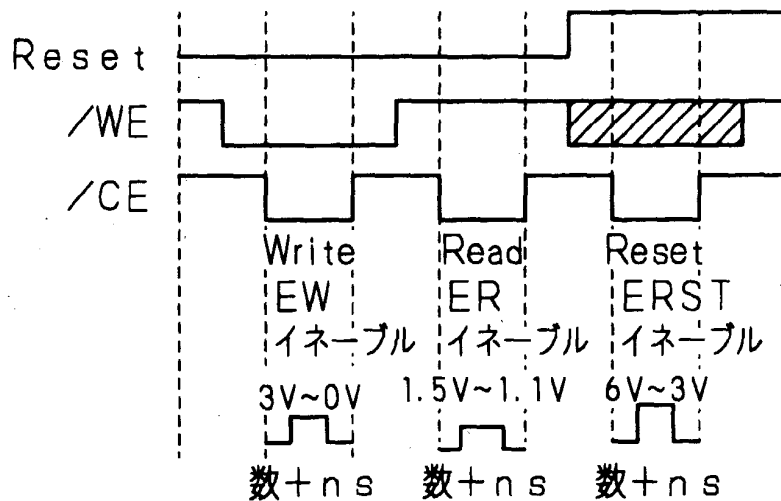 Reset
/WE
/CE
Write Read Reset
EW ER ERST
イネーブル イネーブル イネーブル
3V~0V 1.5V~1.1V 6V~3V
数十ns 数十ns 数十ns